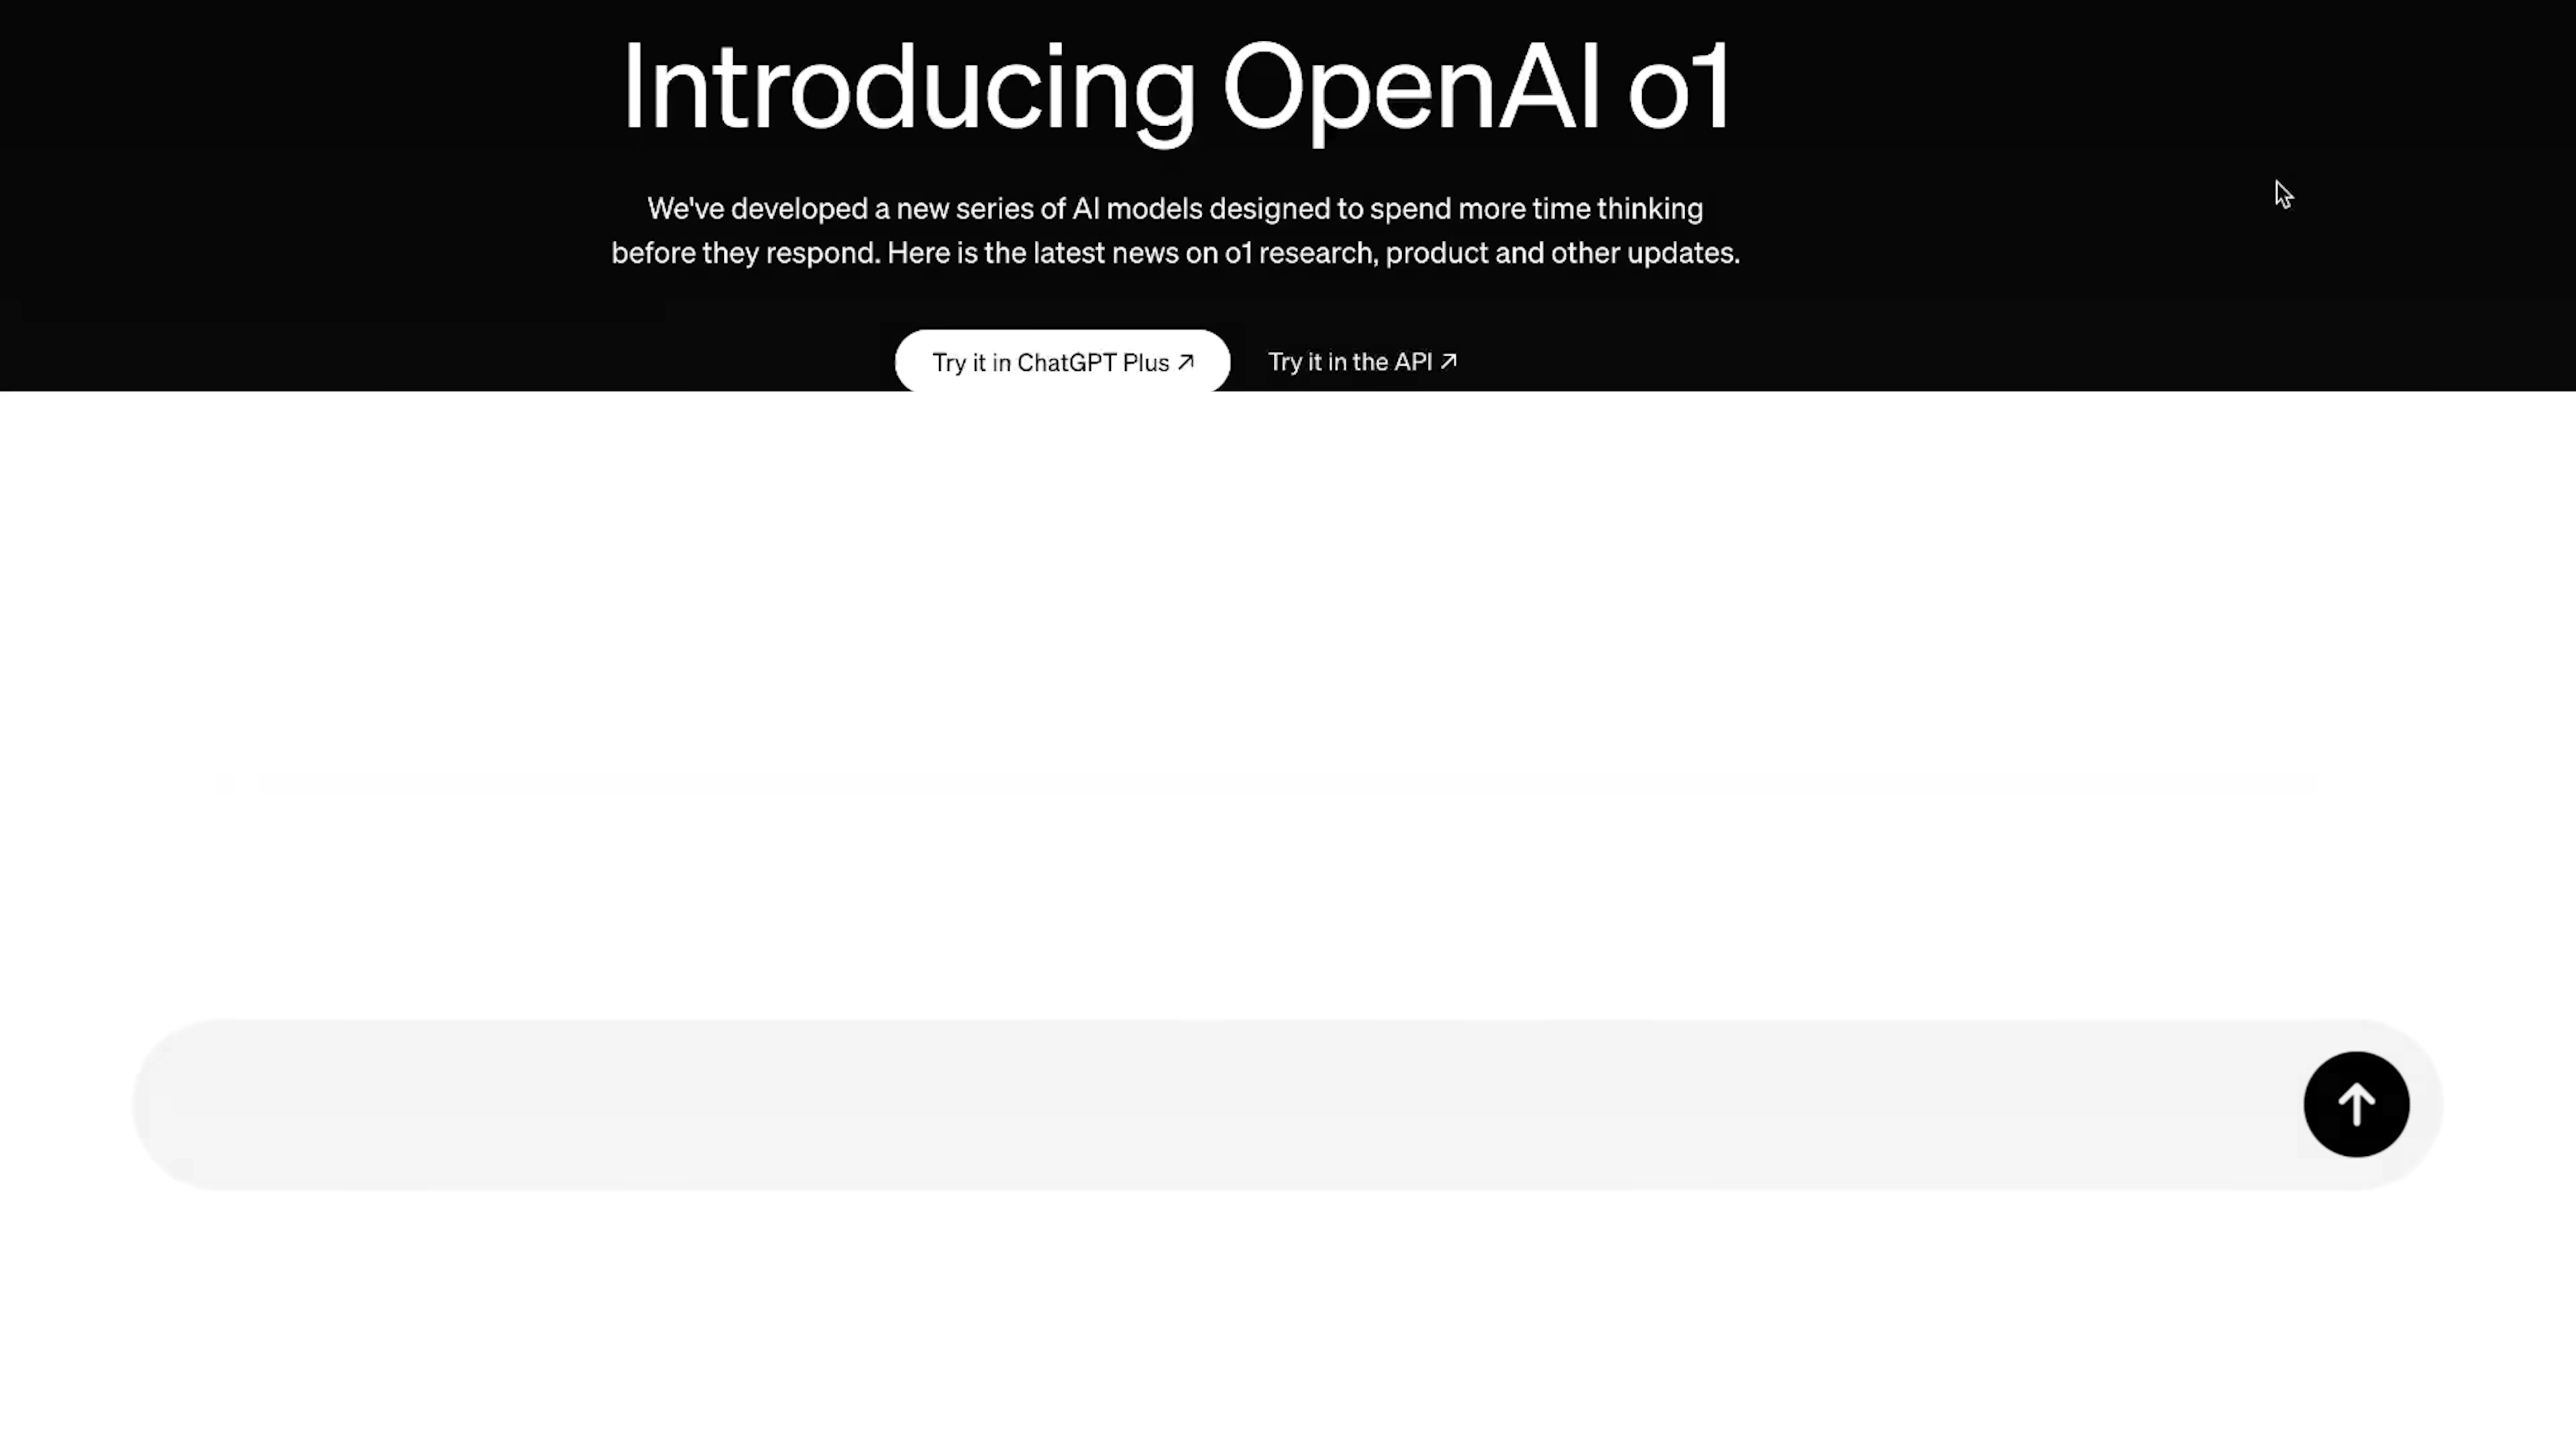 Introducing OpenAI o1
We've developed a new series of AI models designed to spend more time thinking
before they respond. Here is the latest news on o1 research, product and other updates.
Try it in ChatGPT Plus ↗ Try it in the API ↗